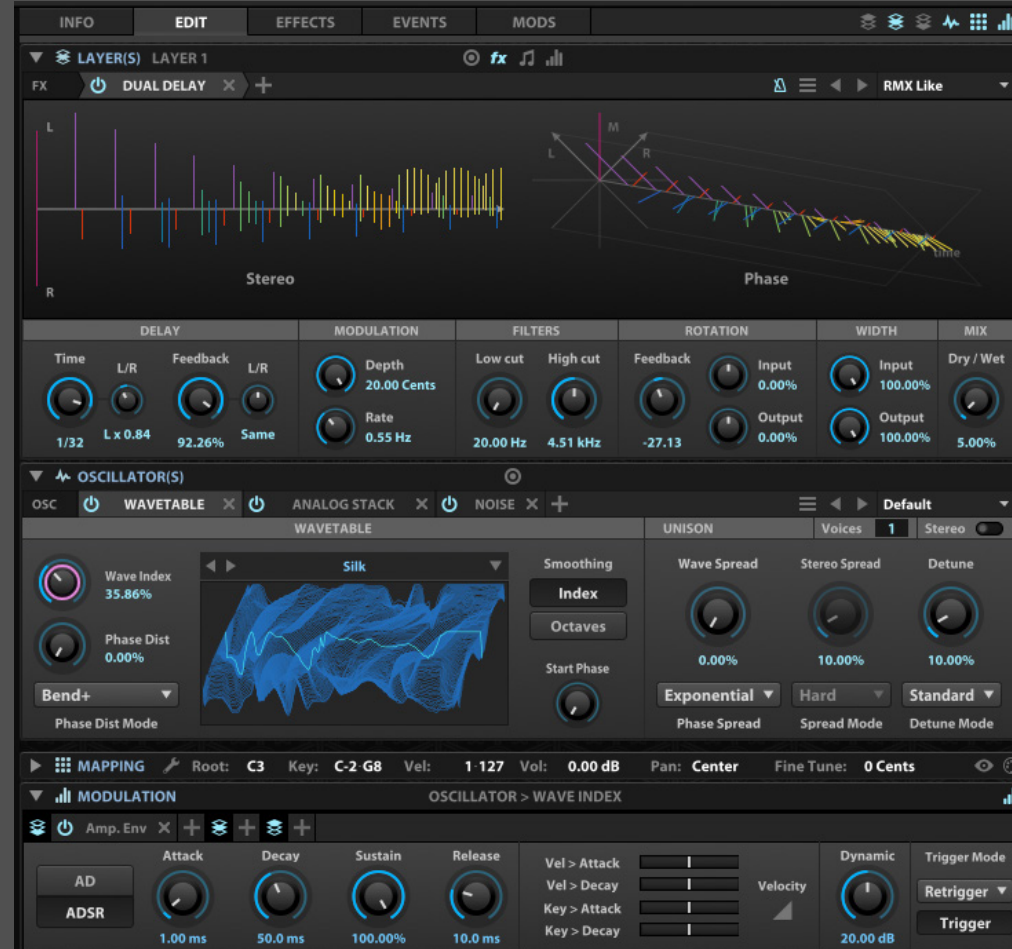 INFO EDIT EFFECTS EVENTS MODS
LAYER(S) LAYER 1 fx
FX DUAL DELAY RMX Like
L
R
Stereo
L M R
time
Phase
DELAY MODULATION FILTERS ROTATION WIDTH MIX
Time L/R Feedback L/R Depth Low cut High cut Feedback Input Input Dry / Wet
20.00 Cents 0.00% 100.00%
Rate Output Output
1/32 L x 0.84 92.26% Same 0.55 Hz 20.00 Hz 4.51 kHz -27.13 0.00% 100.00% 5.00%
OSCILLATOR(S)
OSC WAVETABLE ANALOG STACK NOISE Default
WAVETABLE UNISON Voices 1 Stereo
Wave Index
35.86%
Phase Dist
0.00%
Bend+
Phase Dist Mode
Silk
Smoothing
Index
Octaves
Start Phase
Wave Spread Stereo Spread Detune
0.00% 10.00% 10.00%
Exponential Hard Standard
Phase Spread Spread Mode Detune Mode
MAPPING Root: C3 Key: C-2-G8 Vel: 1-127 Vol: 0.00 dB Pan: Center Fine Tune: 0 Cents
MODULATION OSCILLATOR > WAVE INDEX
Amp. Env
AD
ADSR
Attack Decay Sustain Release
1.00 ms 50.0 ms 100.00% 10.0 ms
Vel > Attack
Vel > Decay
Key > Attack
Key > Decay
Velocity
Dynamic
20.00 dB
Trigger Mode
Retrigger
Trigger